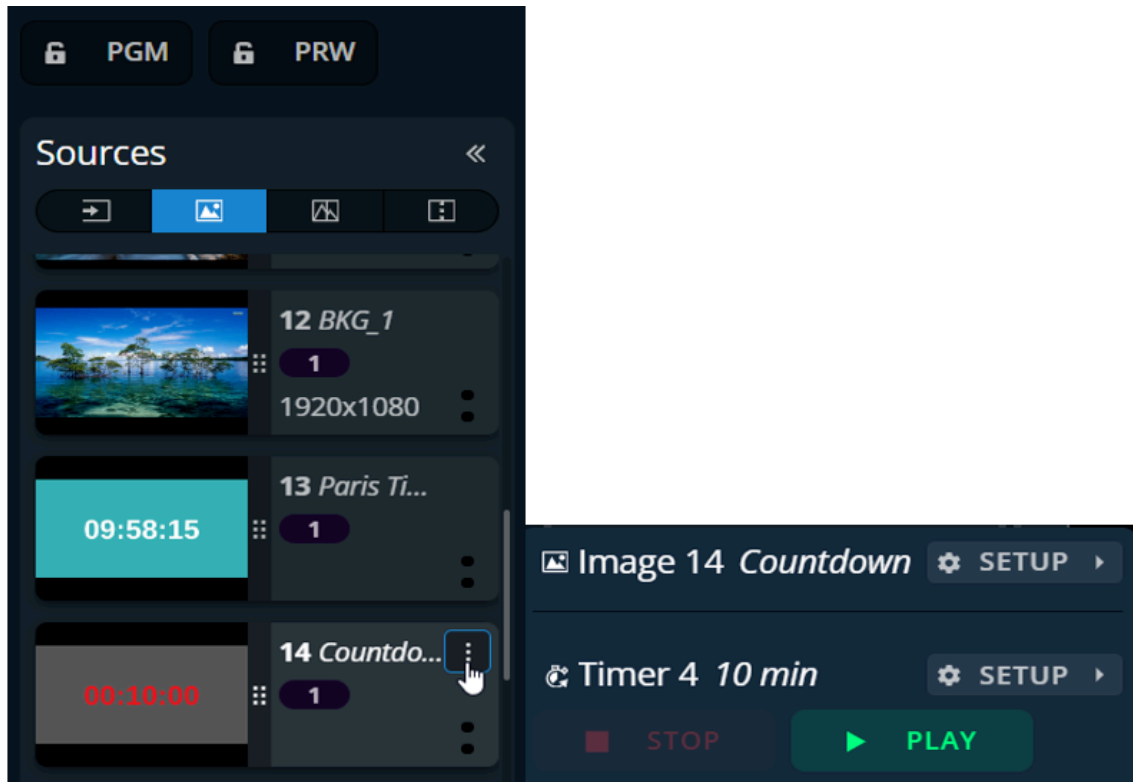 PGM
PRW
Sources
12 BKG_1
1
1920x1080
09:58:15
13 Paris Ti...
1
00:10:00
14 Countdo...
1
Image 14 Countdown
SETUP
Timer 4 10 min
SETUP
STOP
PLAY